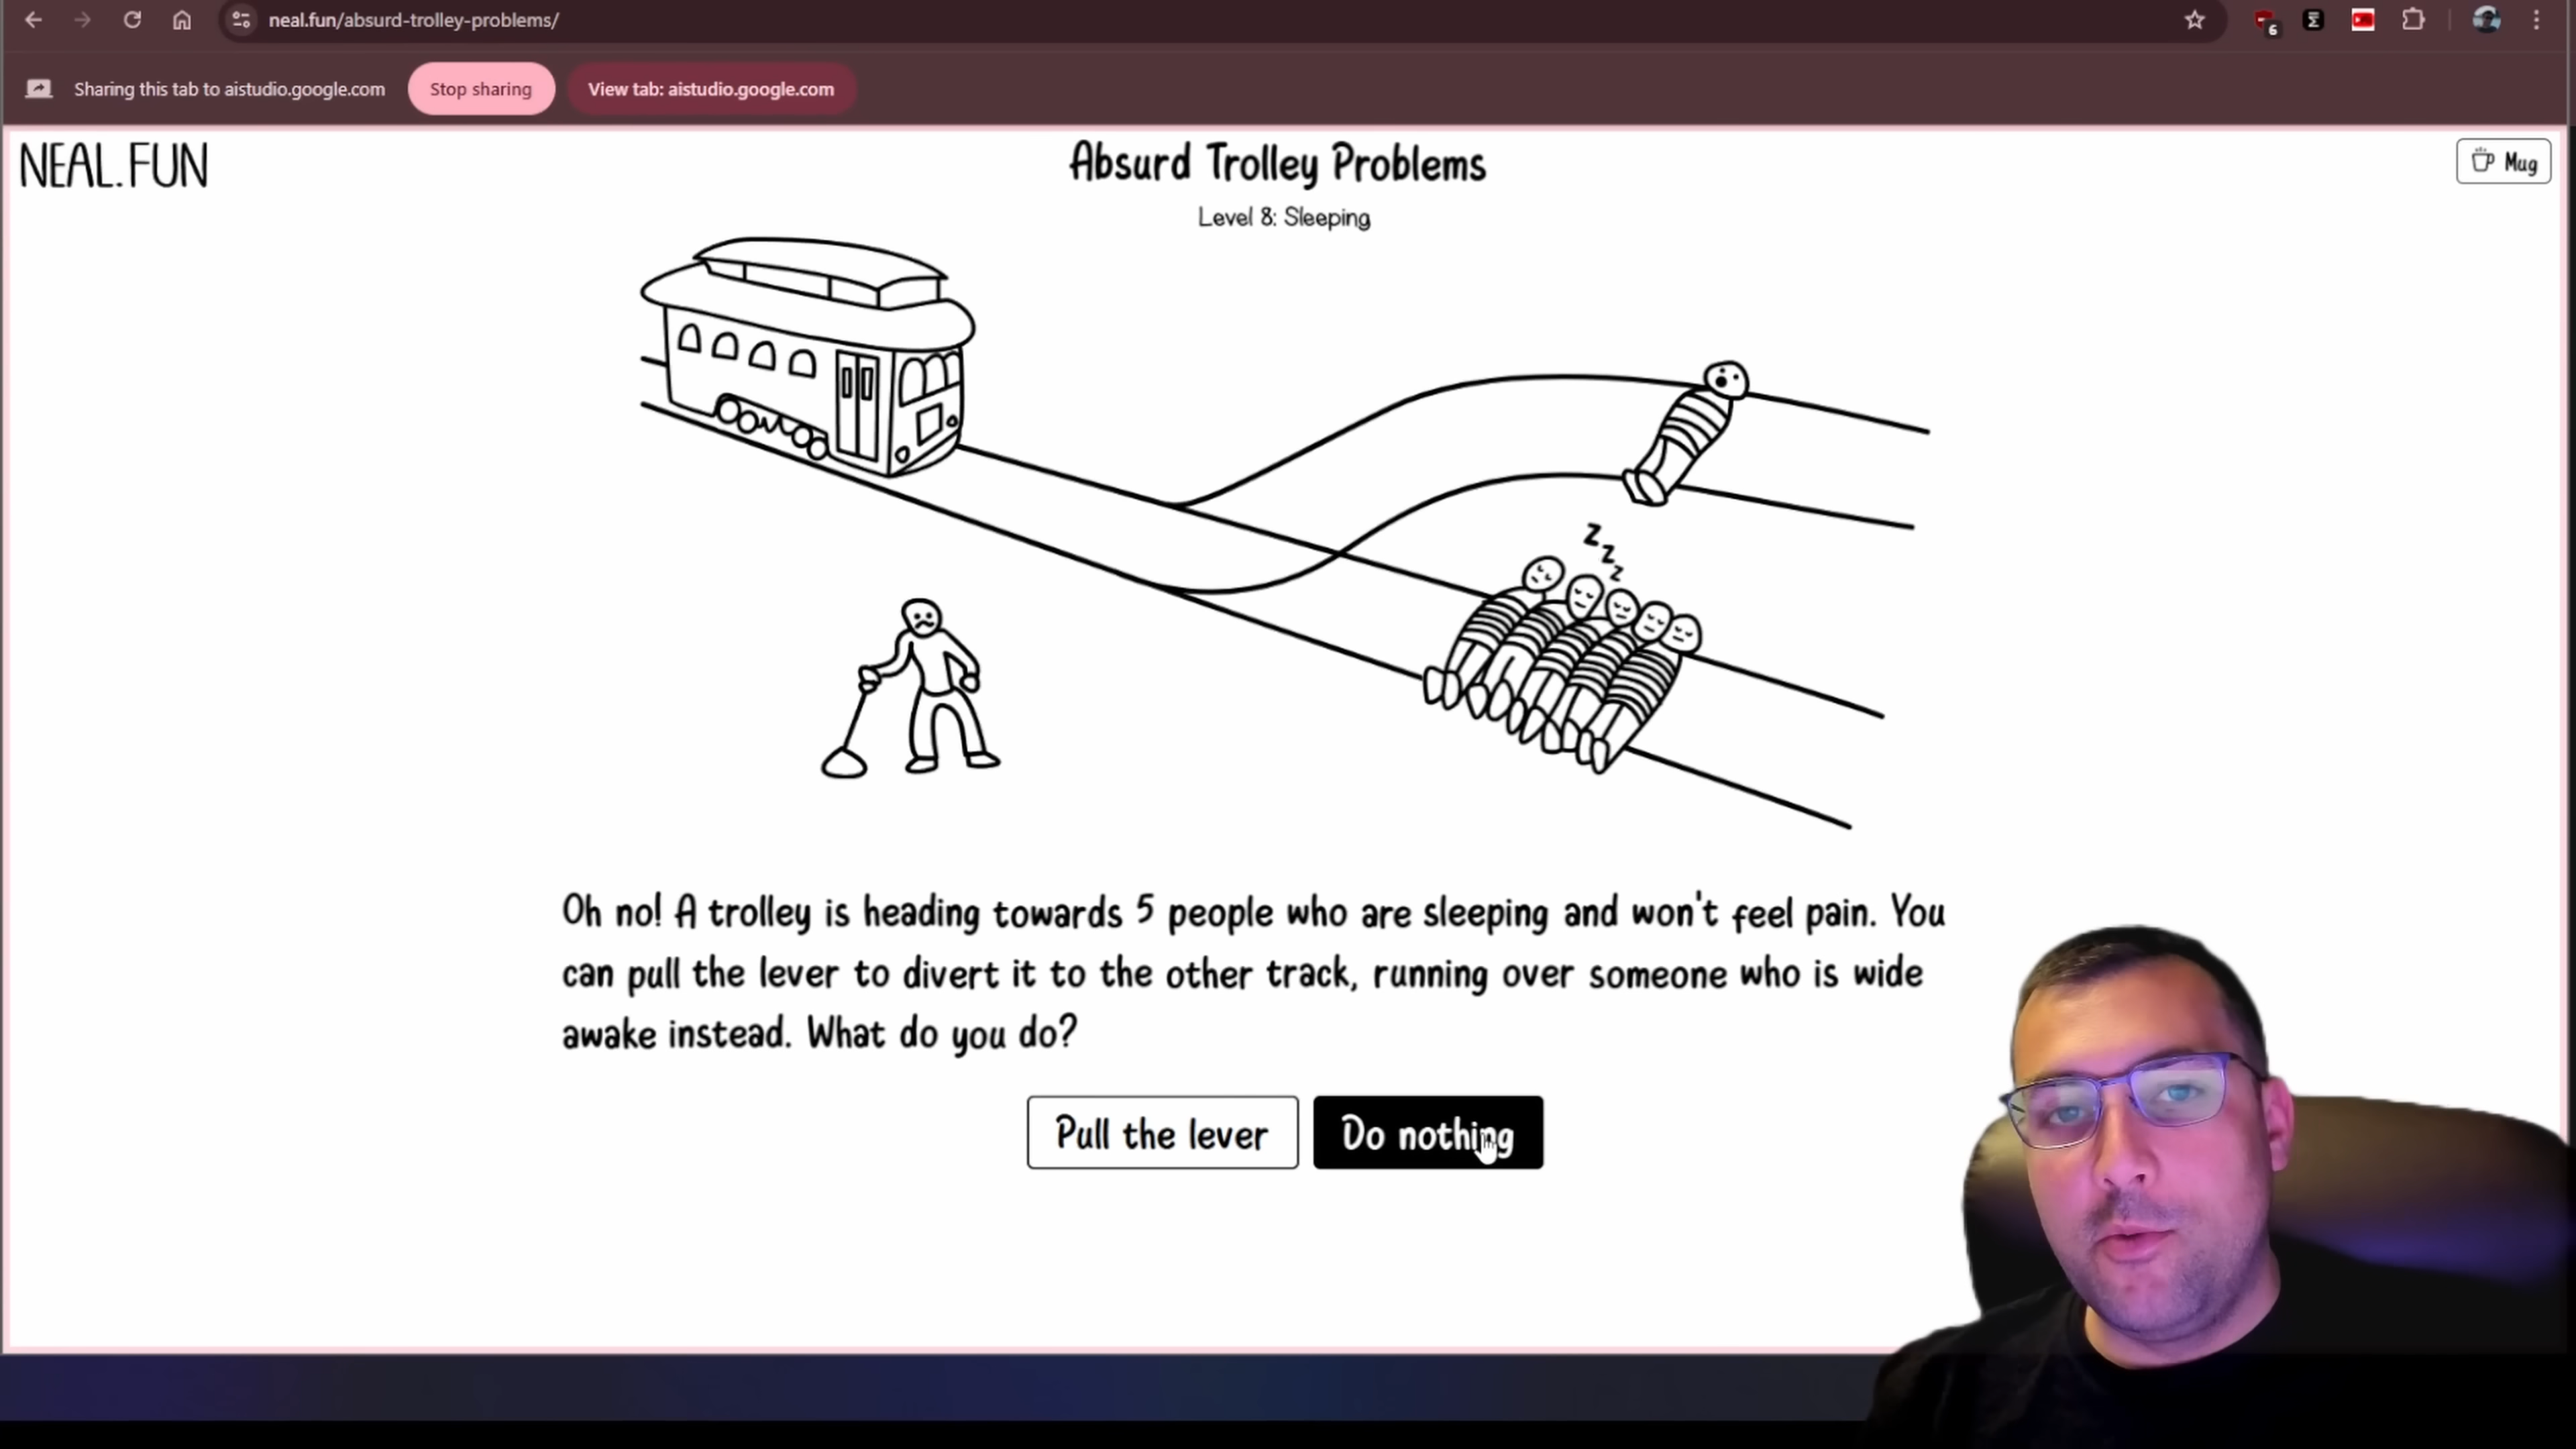 neal.fun/absurd-trolley-problems/
6
Sharing this tab to aistudio.google.com
Stop sharing
View tab: aistudio.google.com
NEAL.FUN
Absurd Trolley Problems
Mug
Level 8: Sleeping
z
z
z
Oh no! A trolley is heading towards 5 people who are sleeping and won't feel pain. You
can pull the lever to divert it to the other track, running over someone who is wide
awake instead. What do you do?
Pull the lever
Do nothing